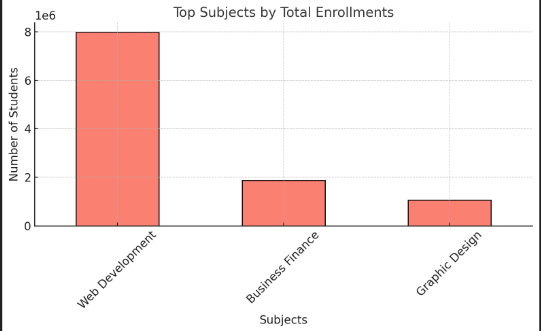 Top Subjects by Total Enrollments
1e6
8
6
4
2
0
Number of Students
Web Development
Business Finance
Graphic Design
Subjects